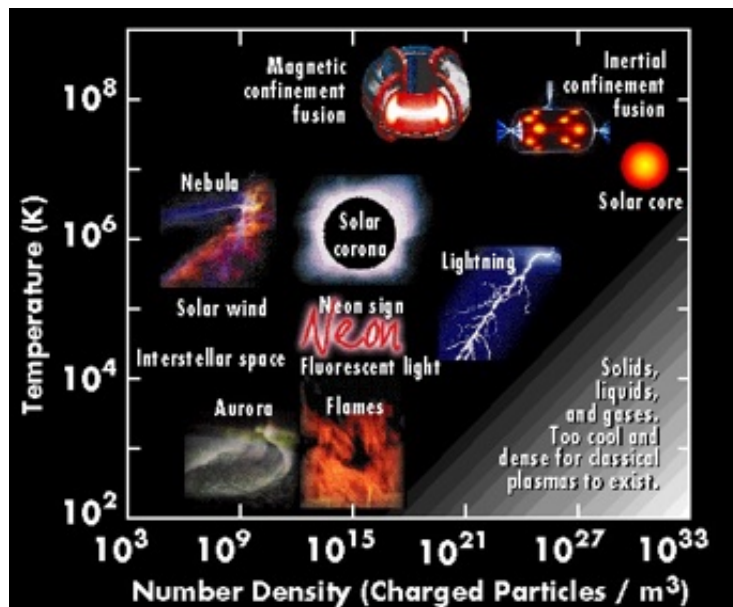 Magnetic
confinement
fusion
Inertial
confinement
fusion
10⁸
Nebula
Solar
corona
Solar core
10⁶
Lightning
Temperature (K)
Solar wind
Neon sign
Neon
Interstellar space
Fluorescent light
10⁴
Solids,
liquids,
and gases.
Too cool and
dense for classical
plasmas to exist.
Aurora
Flames
10²
10³ 10⁹ 10¹⁵ 10²¹ 10²⁷ 10³³
Number Density (Charged Particles / m³)